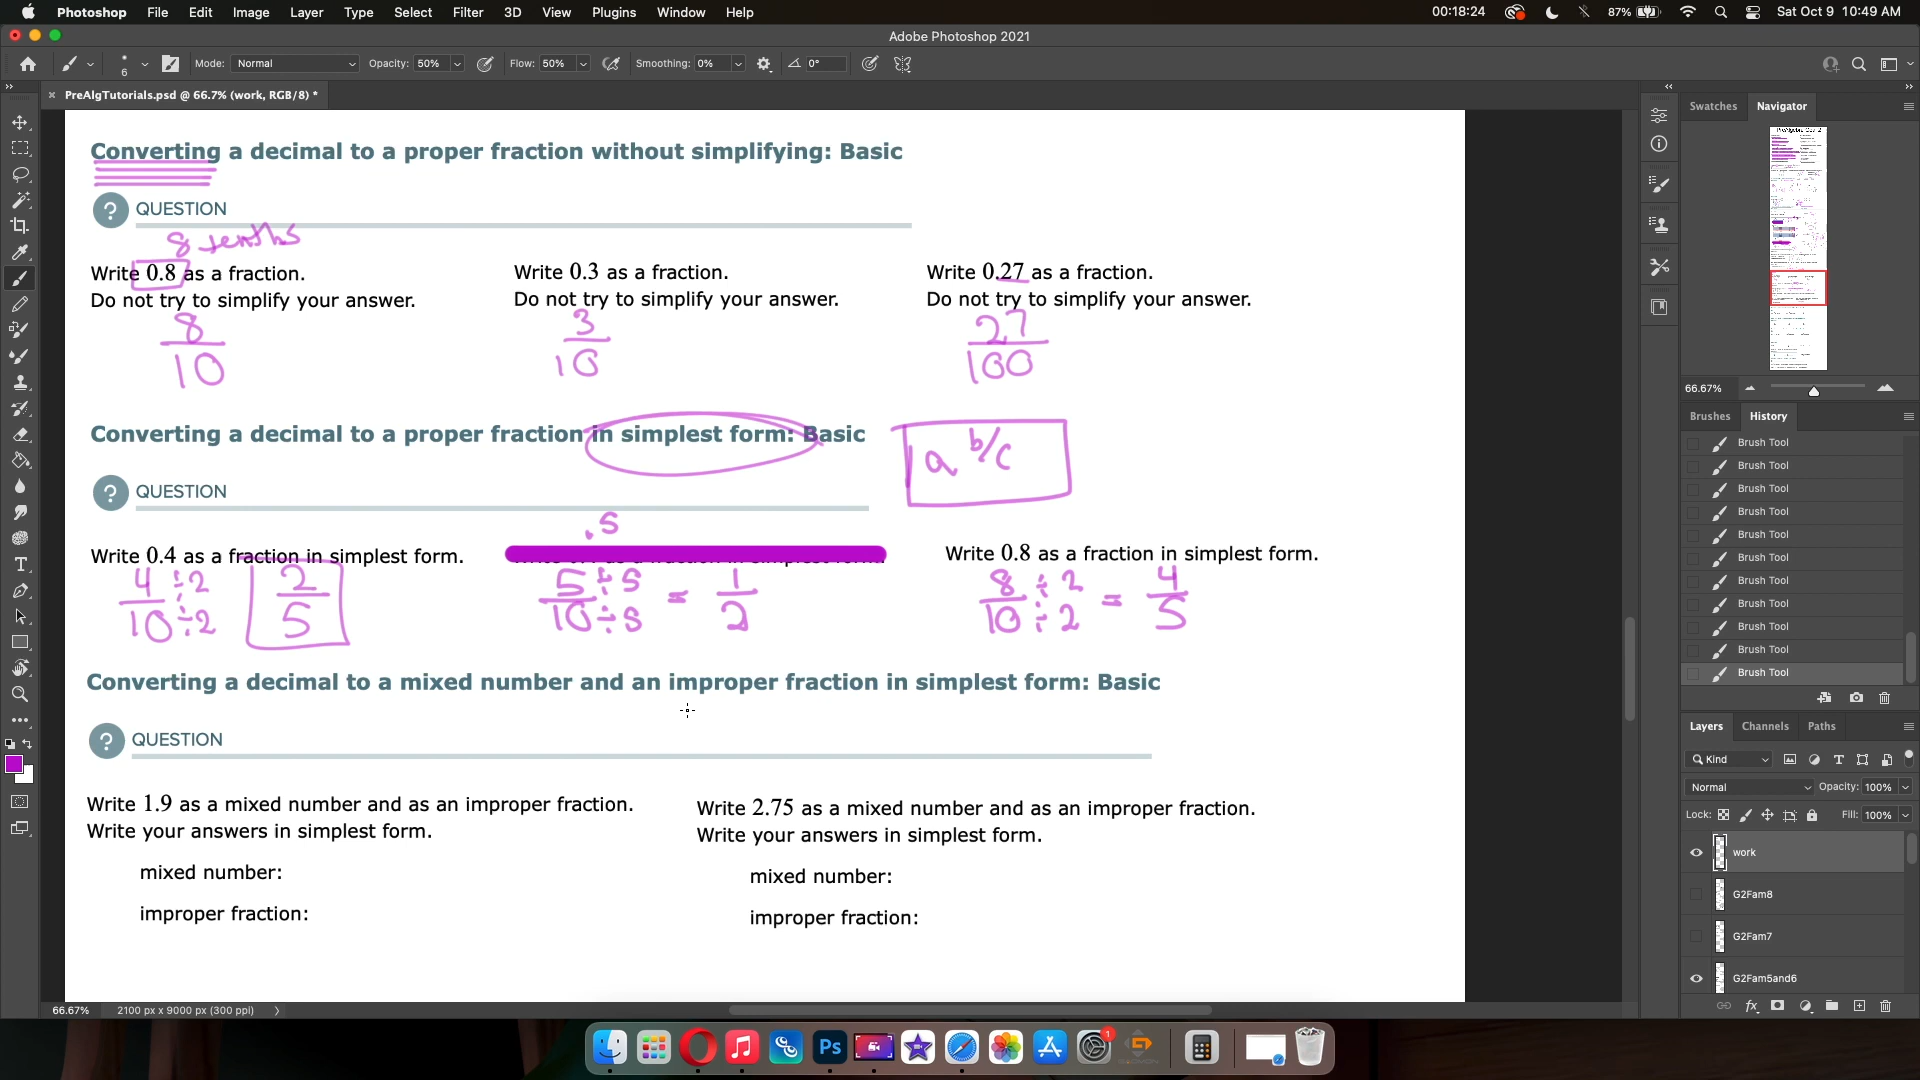 Photoshop File Edit Image Layer Type Select Filter 3D View Plugins Window Help 00:18:24 87% Sat Oct 9 10:49 AM
Adobe Photoshop 2021
6 Mode: Normal Opacity: 50% Flow: 50% Smoothing: 0% 0°
PreAlgTutorials.psd @ 66.7% (work, RGB/8) *
Converting a decimal to a proper fraction without simplifying: Basic
? QUESTION
8 tenths
Write 0.8 as a fraction.
Do not try to simplify your answer.
8
10
Write 0.3 as a fraction.
Do not try to simplify your answer.
3
10
Write 0.27 as a fraction.
Do not try to simplify your answer.
27
100
Converting a decimal to a proper fraction in simplest form: Basic
a b/c
? QUESTION
Write 0.4 as a fraction in simplest form.
4 ÷2
10 ÷2
2
5
.5
5 ÷5 = 1
10 ÷5 2
Write 0.8 as a fraction in simplest form.
8 ÷2 = 4
10 ÷2 5
Converting a decimal to a mixed number and an improper fraction in simplest form: Basic
? QUESTION
Write 1.9 as a mixed number and as an improper fraction.
Write your answers in simplest form.
mixed number:
improper fraction:
Write 2.75 as a mixed number and as an improper fraction.
Write your answers in simplest form.
mixed number:
improper fraction:
66.67% 2100 px x 9000 px (300 ppi)
Swatches Navigator
66.67%
Brushes History
Brush Tool
Brush Tool
Brush Tool
Brush Tool
Brush Tool
Brush Tool
Brush Tool
Brush Tool
Brush Tool
Brush Tool
Brush Tool
Layers Channels Paths
Kind
Normal Opacity: 100%
Lock: Fill: 100%
work
G2Fam8
G2Fam7
G2Fam5and6
fx
Ps
1